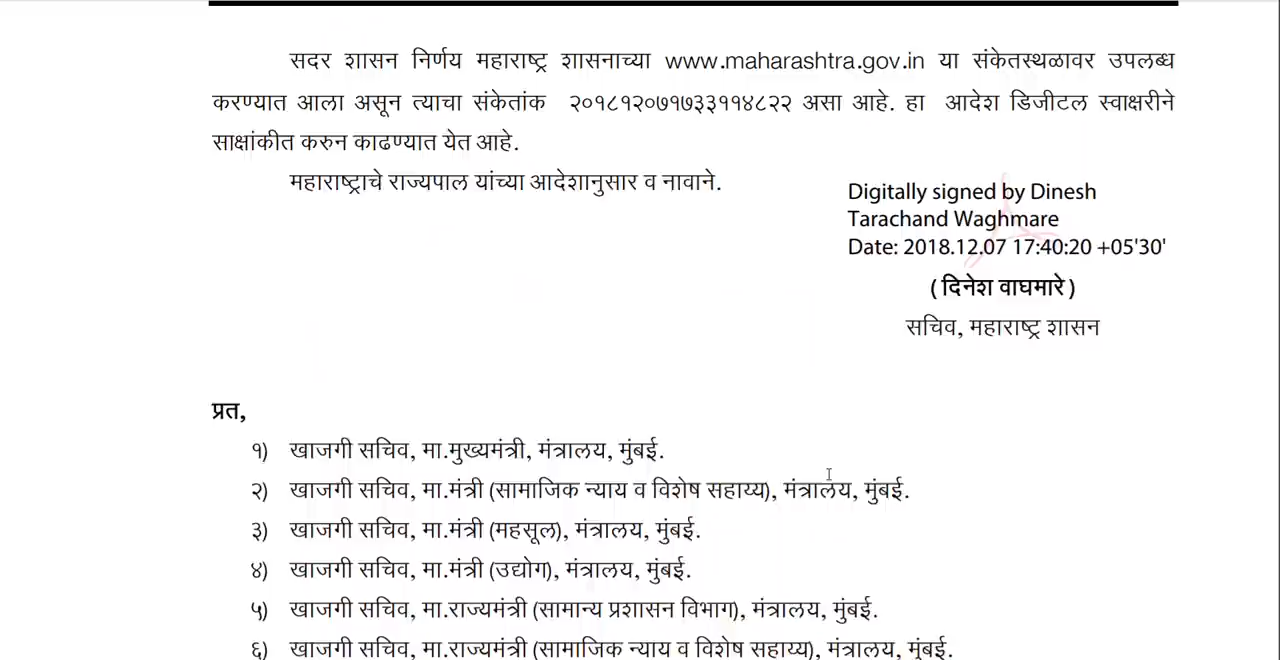 सदर शासन निर्णय महाराष्ट्र शासनाच्या www.maharashtra.gov.in या संकेतस्थळावर उपलब्ध
करण्यात आला असून त्याचा संकेतांक २०१८१२०७१७३३११४८२२ असा आहे. हा आदेश डिजीटल स्वाक्षरीने
साक्षांकीत करुन काढण्यात येत आहे.
महाराष्ट्राचे राज्यपाल यांच्या आदेशानुसार व नावाने.
Digitally signed by Dinesh
Tarachand Waghmare
Date: 2018.12.07 17:40:20 +05'30'
( दिनेश वाघमारे )
सचिव, महाराष्ट्र शासन
प्रत,
१) खाजगी सचिव, मा.मुख्यमंत्री, मंत्रालय, मुंबई.
२) खाजगी सचिव, मा.मंत्री (सामाजिक न्याय व विशेष सहाय्य), मंत्रालय, मुंबई.
३) खाजगी सचिव, मा.मंत्री (महसूल), मंत्रालय, मुंबई.
४) खाजगी सचिव, मा.मंत्री (उद्योग), मंत्रालय, मुंबई.
५) खाजगी सचिव, मा.राज्यमंत्री (सामान्य प्रशासन विभाग), मंत्रालय, मुंबई.
६) खाजगी सचिव, मा.राज्यमंत्री (सामाजिक न्याय व विशेष सहाय्य), मंत्रालय, मुंबई.